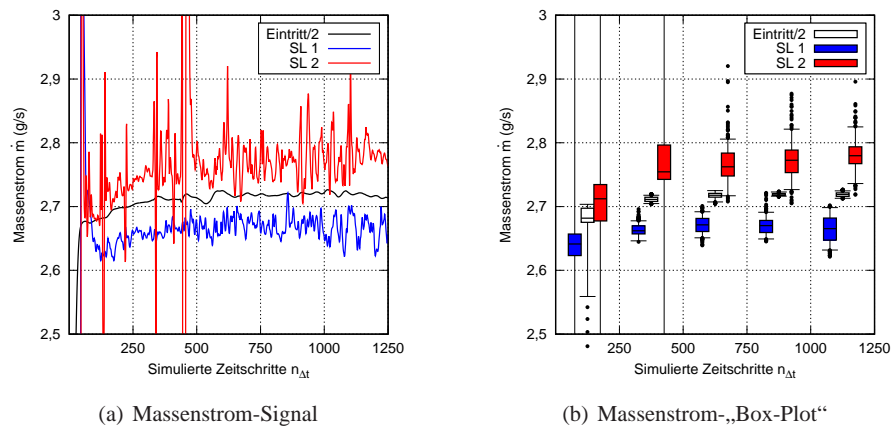 3
2,9
2,8
2,7
2,6
2,5
250 500 750 1000 1250
Massenstrom ṁ (g/s)
Simulierte Zeitschritte n∆t
Eintritt/2
SL 1
SL 2
(a) Massenstrom-Signal
3
2,9
2,8
2,7
2,6
2,5
250 500 750 1000 1250
Massenstrom ṁ (g/s)
Simulierte Zeitschritte n∆t
Eintritt/2
SL 1
SL 2
(b) Massenstrom-„Box-Plot“